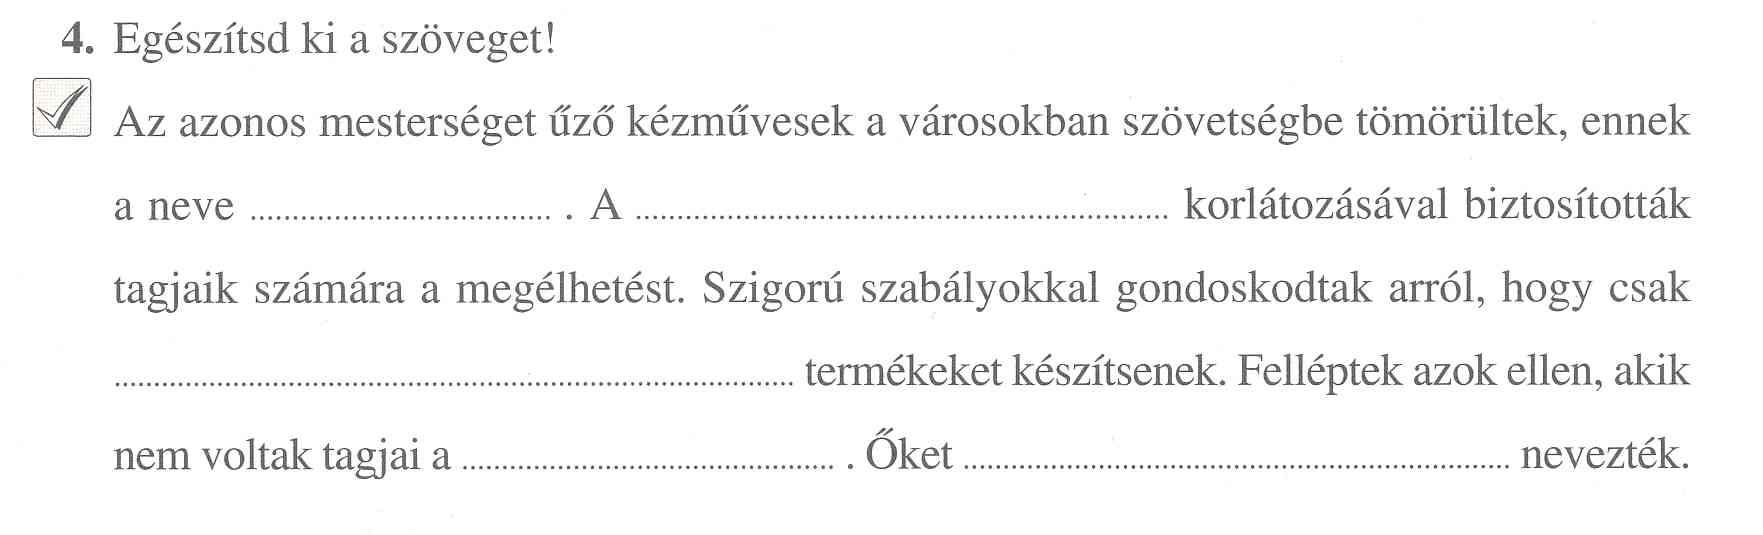 4. Egészítsd ki a szöveget!
Az azonos mesterséget űző kézművesek a városokban szövetségbe tömörültek, ennek
a neve .................................... . A ................................................................ korlátozásával biztosították
tagjaik számára a megélhetést. Szigorú szabályokkal gondoskodtak arról, hogy csak
.................................................................................. termékeket készítsenek. Felléptek azok ellen, akik
nem voltak tagjai a ............................................. . Őket .................................................................. nevezték.